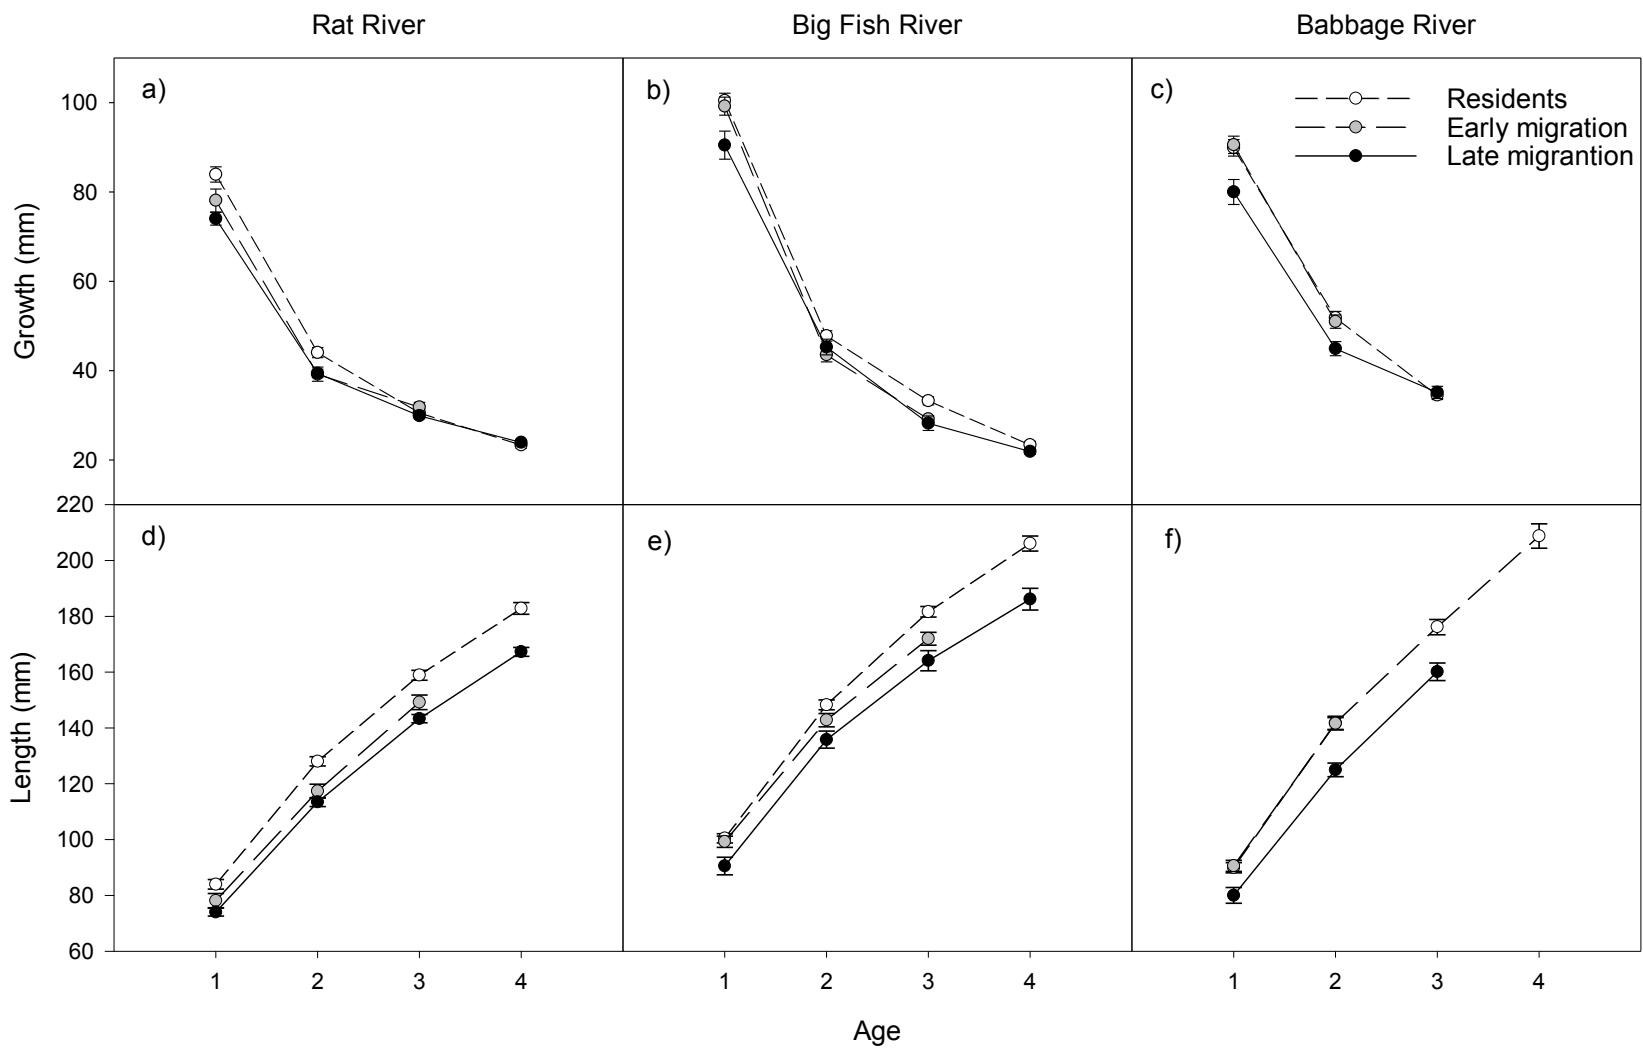 Rat River
Big Fish River
Babbage River
a)
b)
c)
Residents
Early migration
Late migrantion
Growth (mm)
100
80
60
40
20
220
d)
e)
f)
Length (mm)
200
180
160
140
120
100
80
60
1 2 3 4
1 2 3 4
1 2 3 4
Age